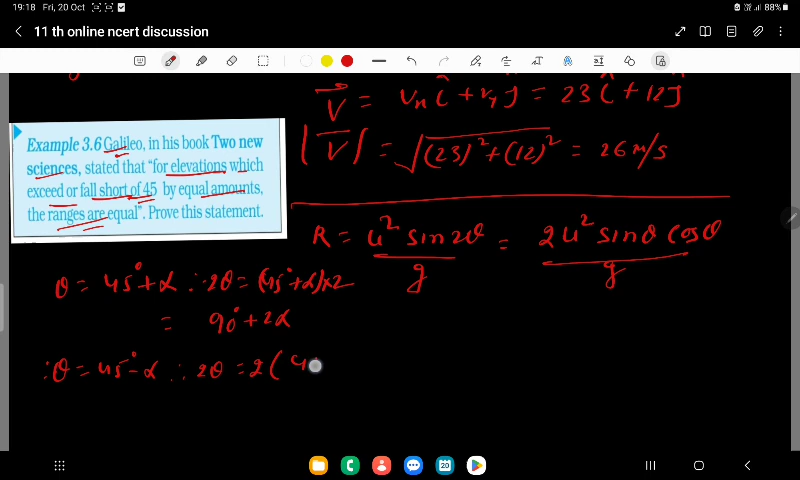 19:18 Fri, 20 Oct 88%
11 th online ncert discussion
V = Vx î + Vy ĵ = 23 î + 12 ĵ
|V| = √(23)² + (12)² = 26 m/s
Example 3.6 Galileo, in his book Two new
sciences, stated that “for elevations which
exceed or fall short of 45 by equal amounts,
the ranges are equal”. Prove this statement.
R = u² sin2θ / g = 2u² sinθ cosθ / g
θ = 45° + α ∴ 2θ = (45° + α)×2
= 90° + 2α
∴ θ = 45° - α ∴ 2θ = 2(
20